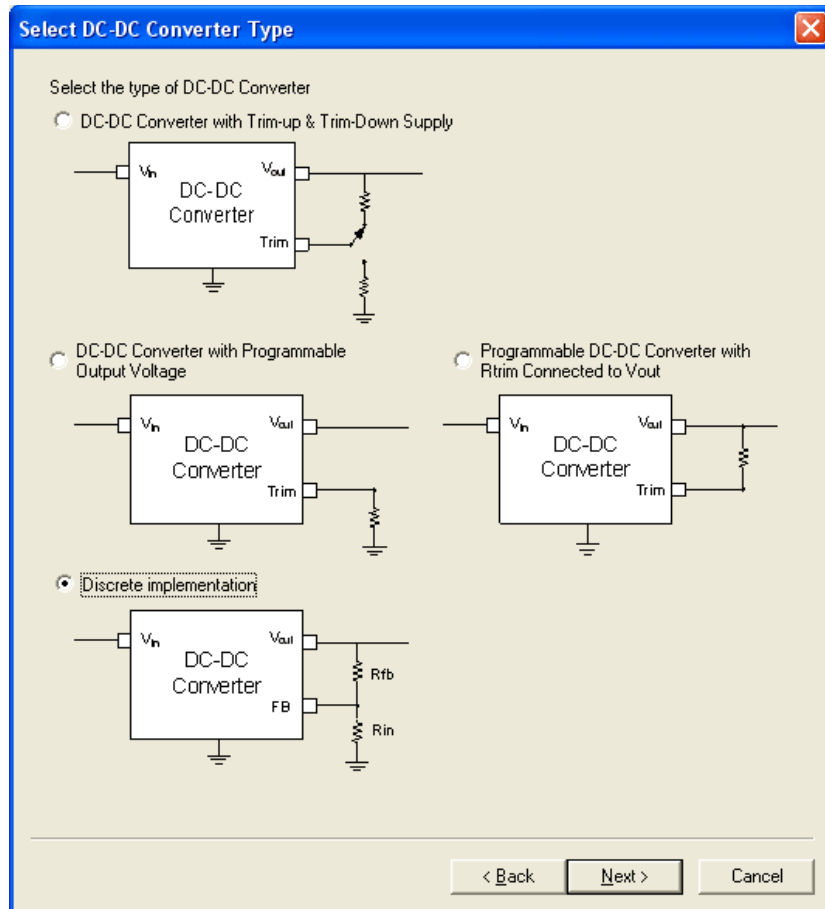 Select DC-DC Converter Type
Select the type of DC-DC Converter
DC-DC Converter with Trim-up & Trim-Down Supply
Vin
Vout
DC-DC
Converter
Trim
DC-DC Converter with Programmable
Output Voltage
Vin
Vout
DC-DC
Converter
Trim
Programmable DC-DC Converter with
Rtrim Connected to Vout
Vin
Vout
DC-DC
Converter
Trim
Discrete implementation
Vin
Vout
DC-DC
Converter
FB
Rfb
Rin
< Back
Next >
Cancel